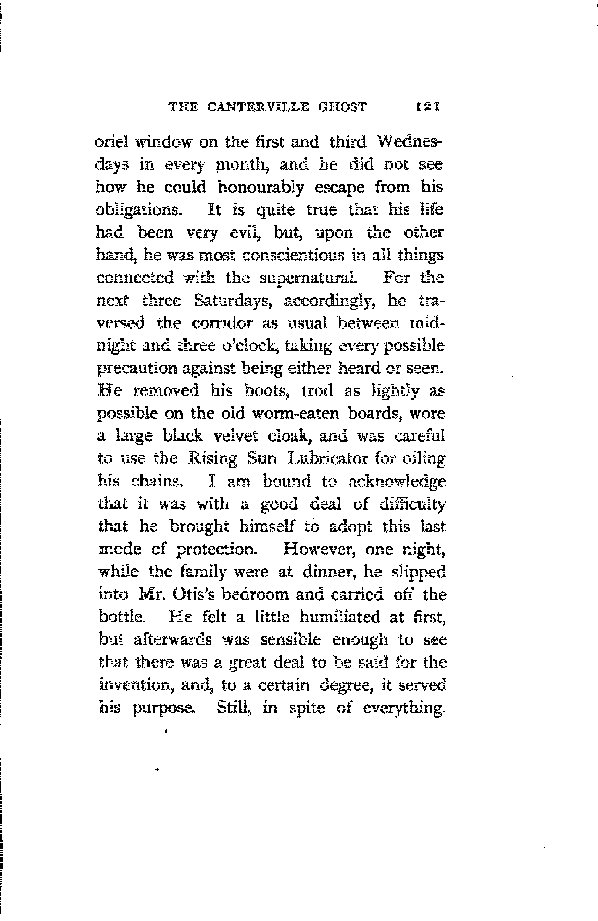 THE CANTERVILLE GHOST 121
oriel window on the first and third Wednes-
days in every month, and he did not see
how he could honourably escape from his
obligations. It is quite true that his life
had been very evil, but, upon the other
hand, he was most conscientious in all things
connected with the supernatural. For the
next three Saturdays, accordingly, he tra-
versed the corridor as usual between mid-
night and three o'clock, taking every possible
precaution against being either heard or seen.
He removed his boots, trod as lightly as
possible on the old worm-eaten boards, wore
a large black velvet cloak, and was careful
to use the Rising Sun Lubricator for oiling
his chains. I am bound to acknowledge
that it was with a good deal of difficulty
that he brought himself to adopt this last
mode of protection. However, one night,
while the family were at dinner, he slipped
into Mr. Otis's bedroom and carried off the
bottle. He felt a little humiliated at first,
but afterwards was sensible enough to see
that there was a great deal to be said for the
invention, and, to a certain degree, it served
his purpose. Still, in spite of everything.